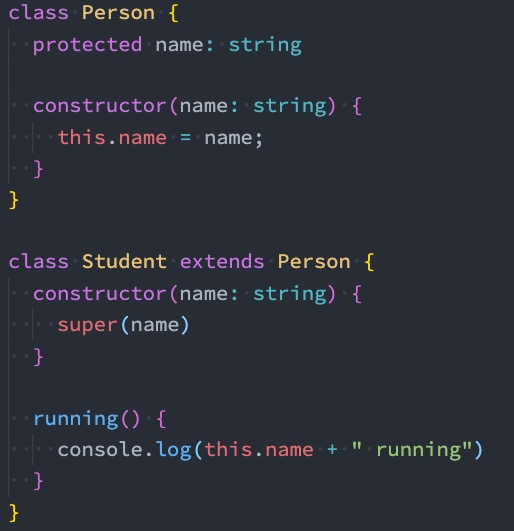 class Person {
  protected name: string

  constructor(name: string) {
    this.name = name;
  }
}

class Student extends Person {
  constructor(name: string) {
    super(name)
  }

  running() {
    console.log(this.name + " running")
  }
}